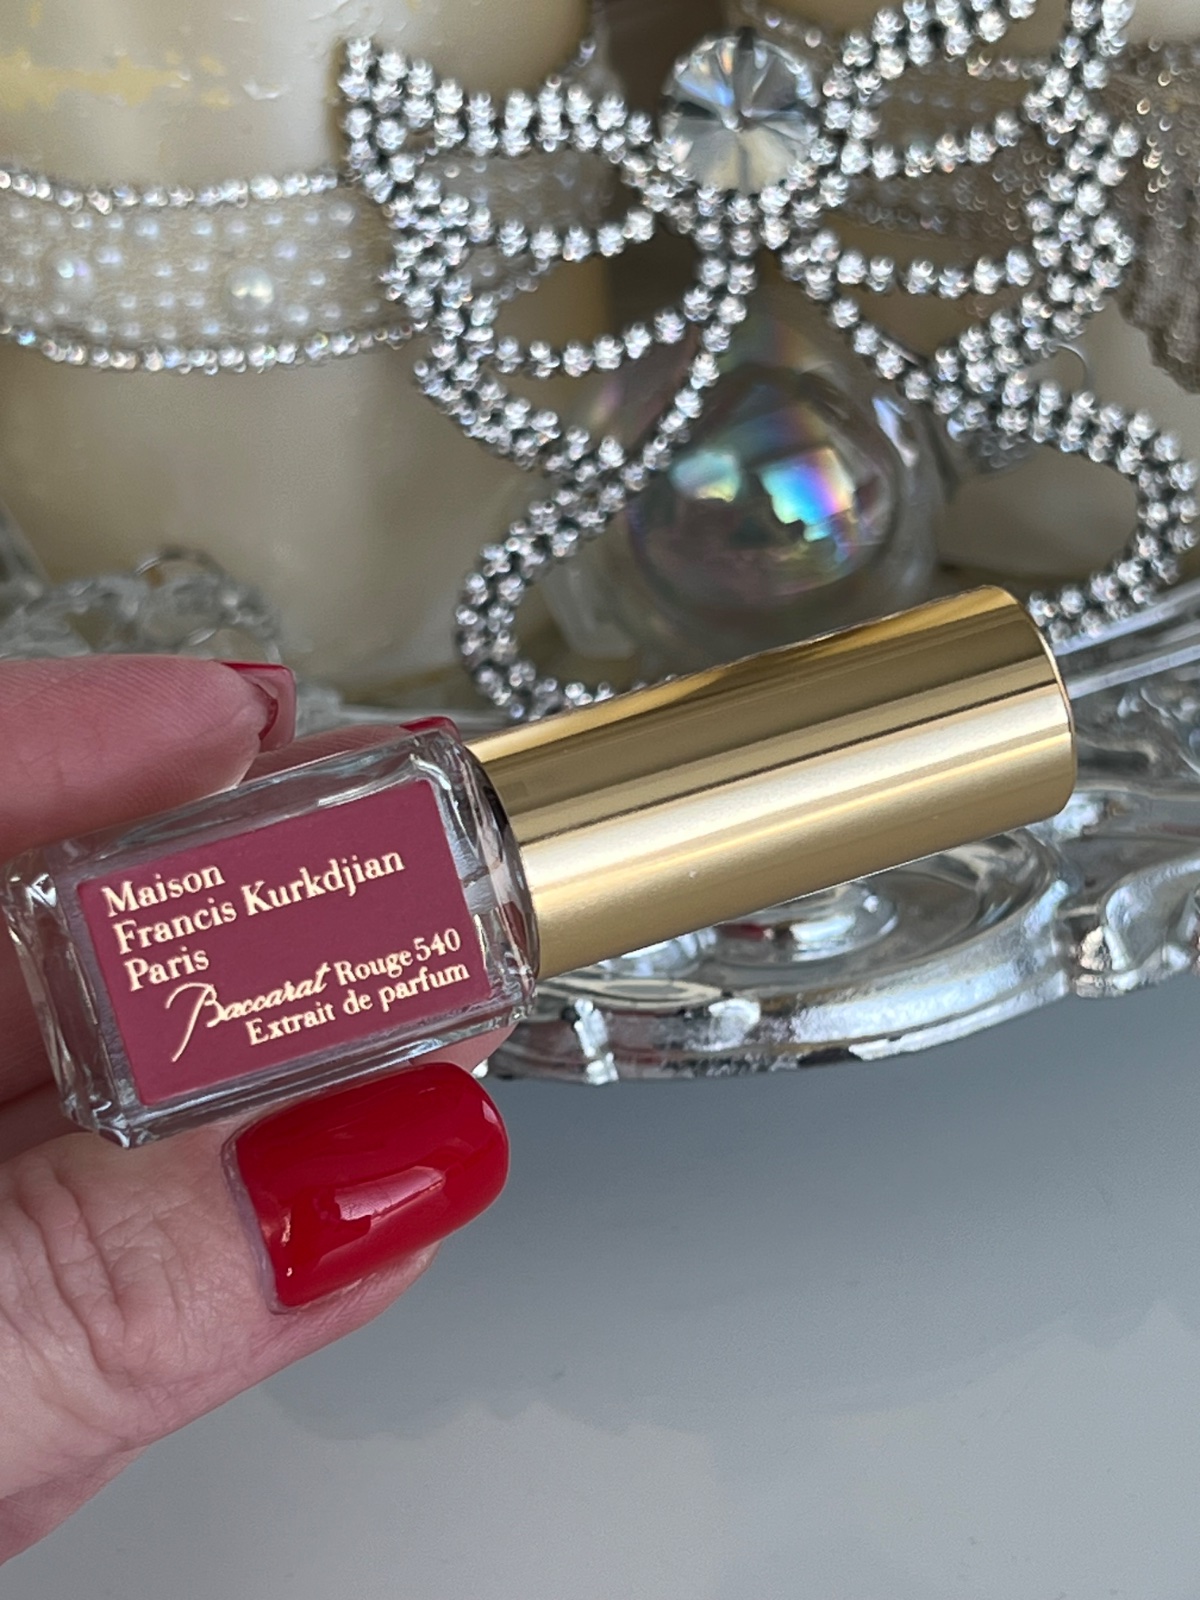 Maison
Francis Kurkdjian
Paris
Baccarat Rouge 540
Extrait de parfum